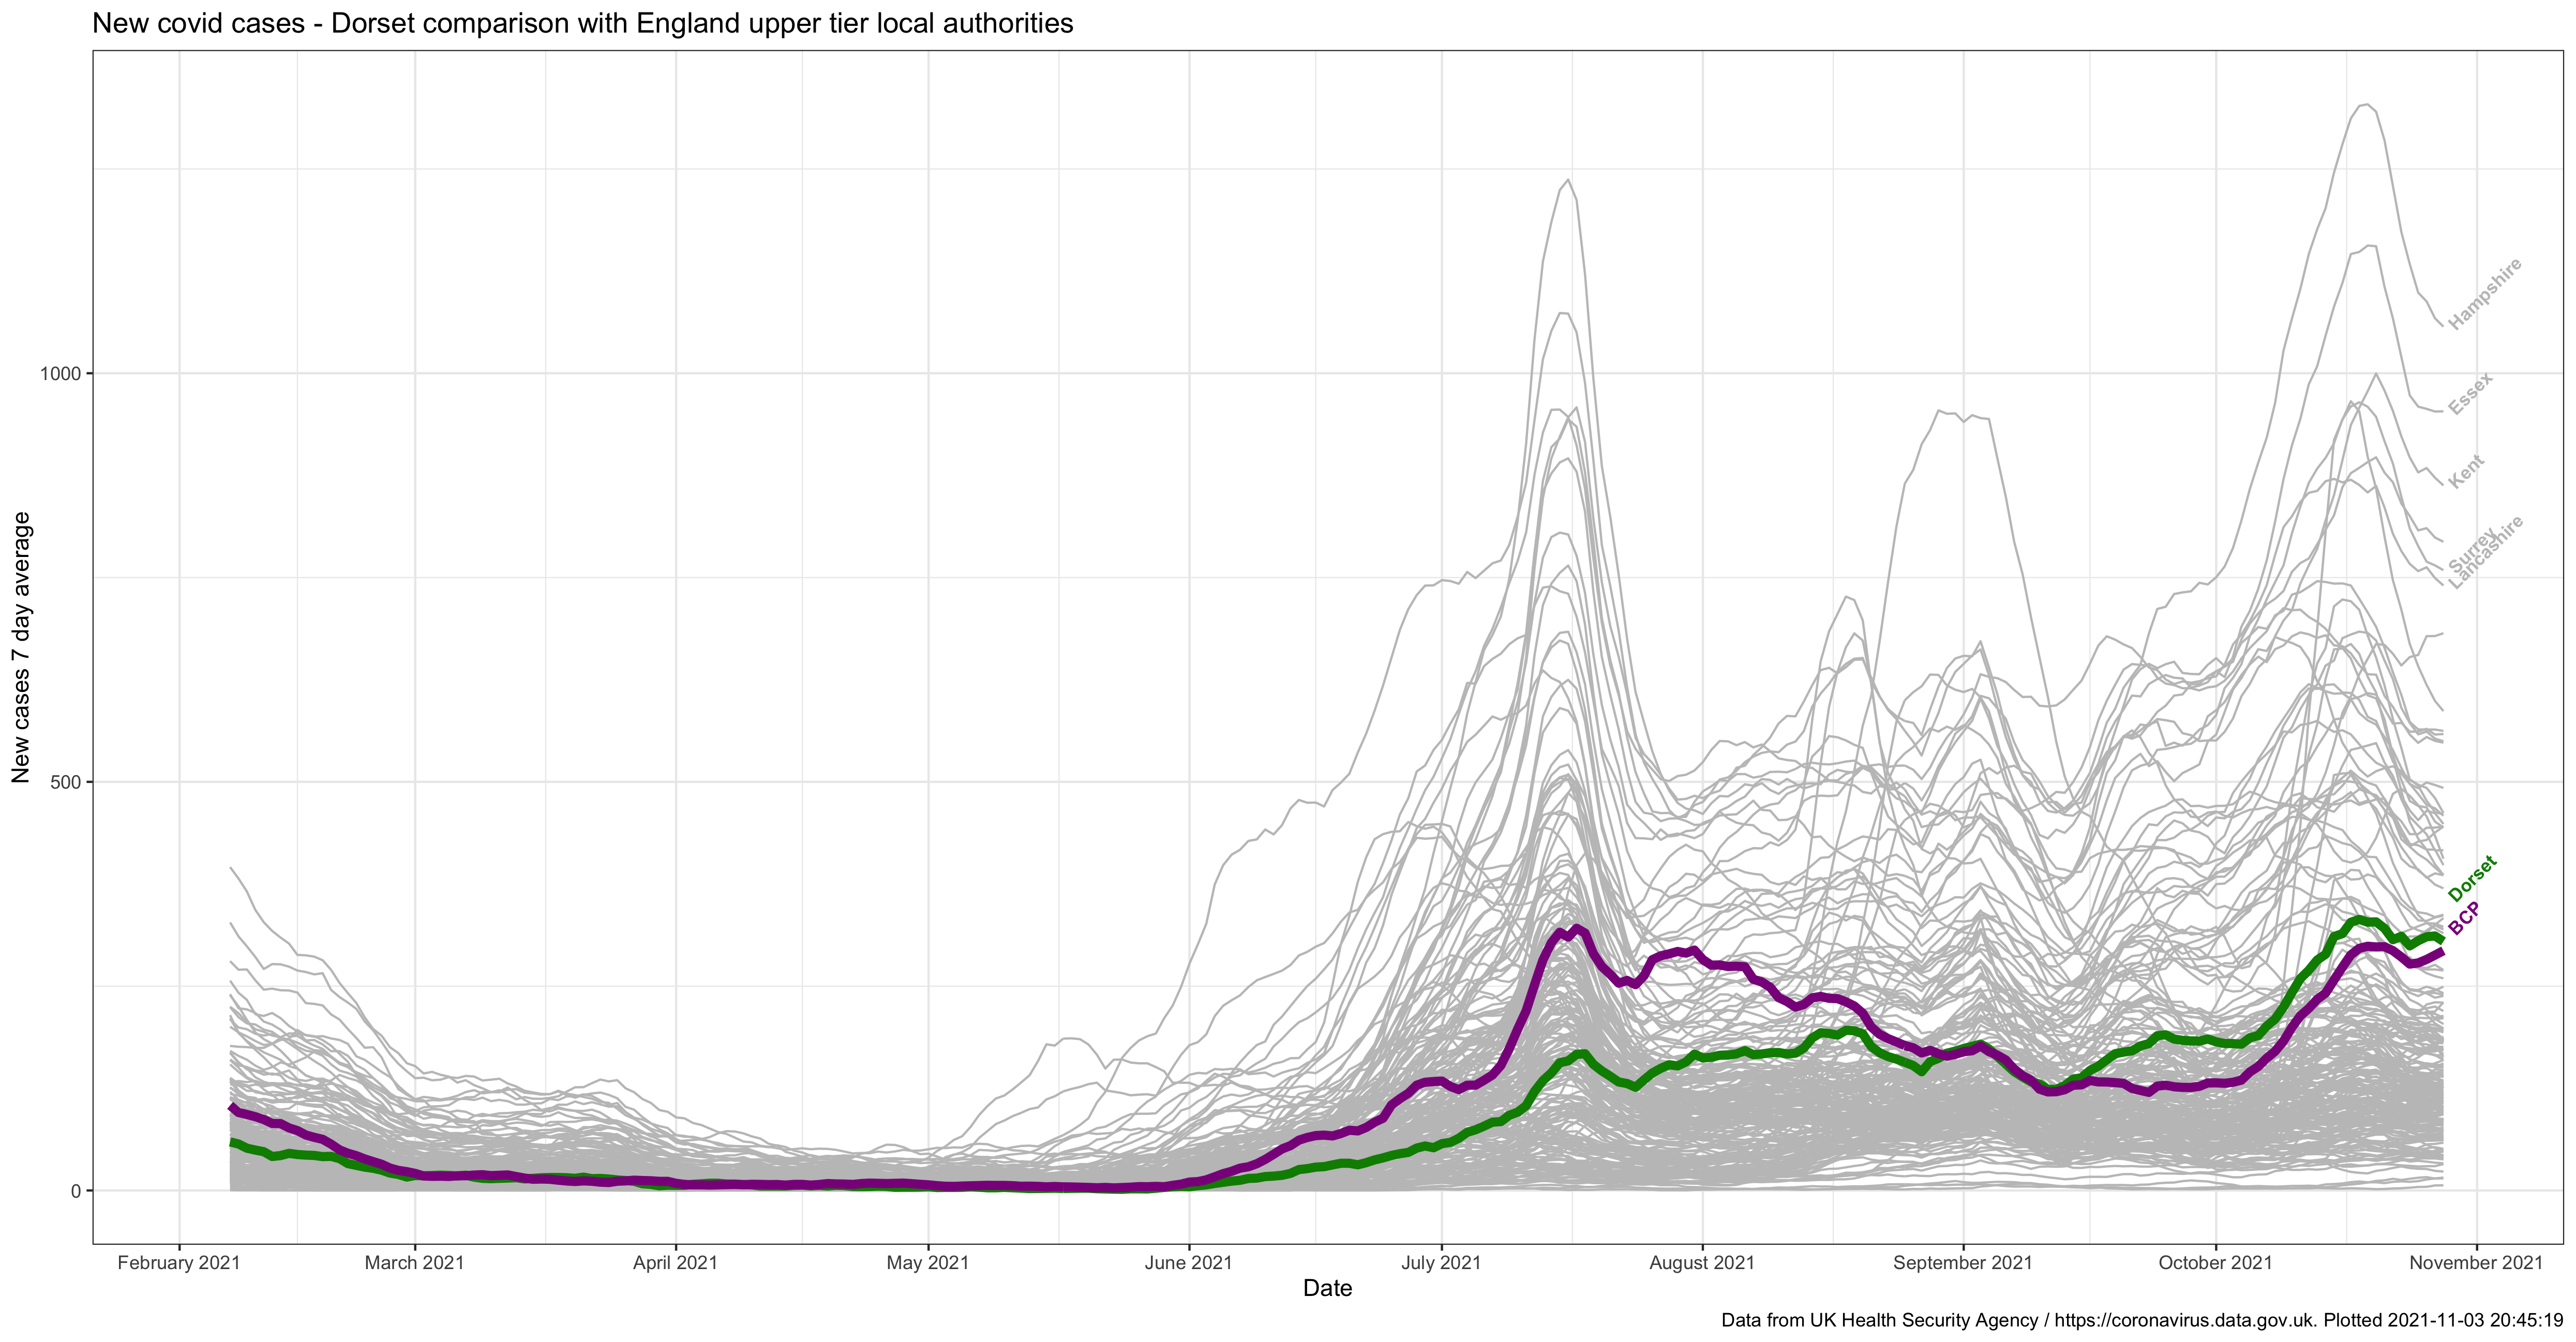 New covid cases - Dorset comparison with England upper tier local authorities
New cases 7 day average
1000
500
0
Hampshire
Essex
Kent
Surrey
Lancashire
Dorset
BCP
February 2021
March 2021
April 2021
May 2021
June 2021
July 2021
August 2021
September 2021
October 2021
November 2021
Date
Data from UK Health Security Agency / https://coronavirus.data.gov.uk. Plotted 2021-11-03 20:45:19